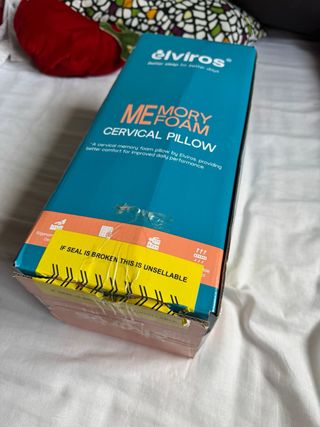 elviros®
Better sleep for better days
MEMORY
FOAM
CERVICAL PILLOW
"A cervical memory foam pillow by Elviros, providing
better comfort for improved daily performance.
IF SEAL IS BROKEN THIS IS UNSELLABLE